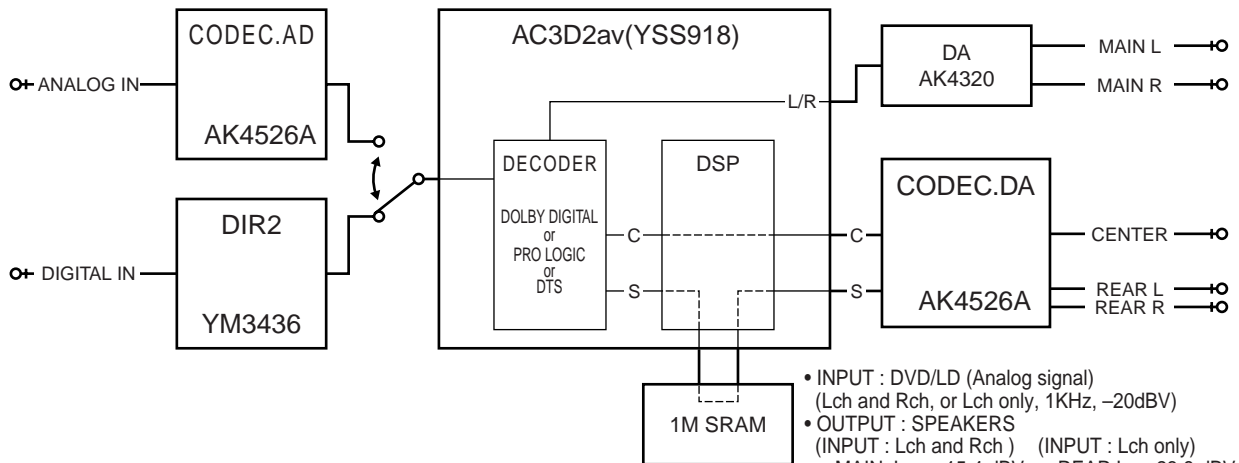 CODEC.AD
AK4526A
ANALOG IN
DIR2
YM3436
DIGITAL IN
AC3D2av(YSS918)
L/R
DECODER
DOLBY DIGITAL
or
PRO LOGIC
or
DTS
C
S
DSP
1M SRAM
DA
AK4320
MAIN L
MAIN R
C
S
CODEC.DA
AK4526A
CENTER
REAR L
REAR R
• INPUT : DVD/LD (Analog signal)
(Lch and Rch, or Lch only, 1KHz, –20dBV)
• OUTPUT : SPEAKERS
(INPUT : Lch and Rch ) (INPUT : Lch only)